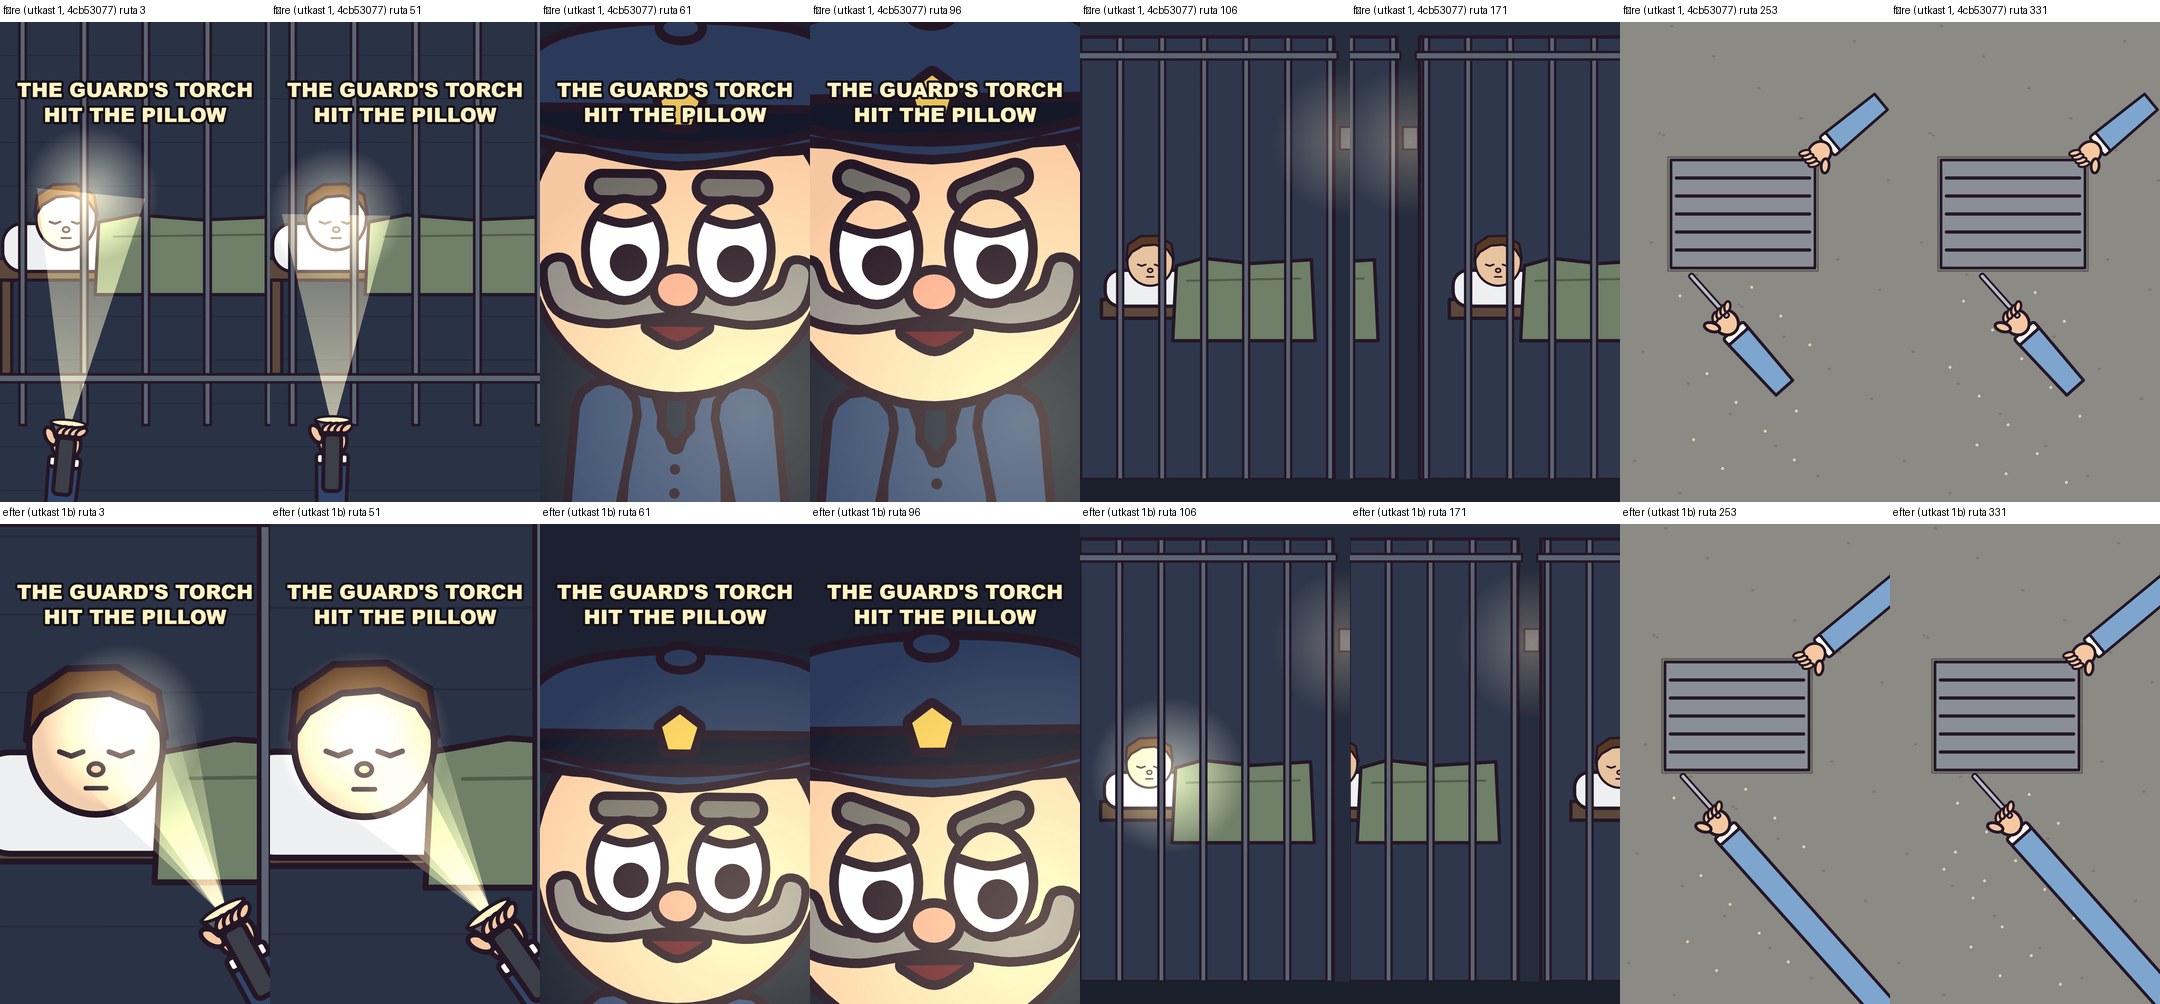 före (utkast 1, 4cb53077) ruta 3
före (utkast 1, 4cb53077) ruta 51
före (utkast 1, 4cb53077) ruta 61
före (utkast 1, 4cb53077) ruta 96
före (utkast 1, 4cb53077) ruta 106
före (utkast 1, 4cb53077) ruta 171
före (utkast 1, 4cb53077) ruta 253
före (utkast 1, 4cb53077) ruta 331
THE GUARD'S TORCH
HIT THE PILLOW
THE GUARD'S TORCH
HIT THE PILLOW
THE GUARD'S TORCH
HIT THE PILLOW
THE GUARD'S TORCH
HIT THE PILLOW
efter (utkast 1b) ruta 3
efter (utkast 1b) ruta 51
efter (utkast 1b) ruta 61
efter (utkast 1b) ruta 96
efter (utkast 1b) ruta 106
efter (utkast 1b) ruta 171
efter (utkast 1b) ruta 253
efter (utkast 1b) ruta 331
THE GUARD'S TORCH
HIT THE PILLOW
THE GUARD'S TORCH
HIT THE PILLOW
THE GUARD'S TORCH
HIT THE PILLOW
THE GUARD'S TORCH
HIT THE PILLOW